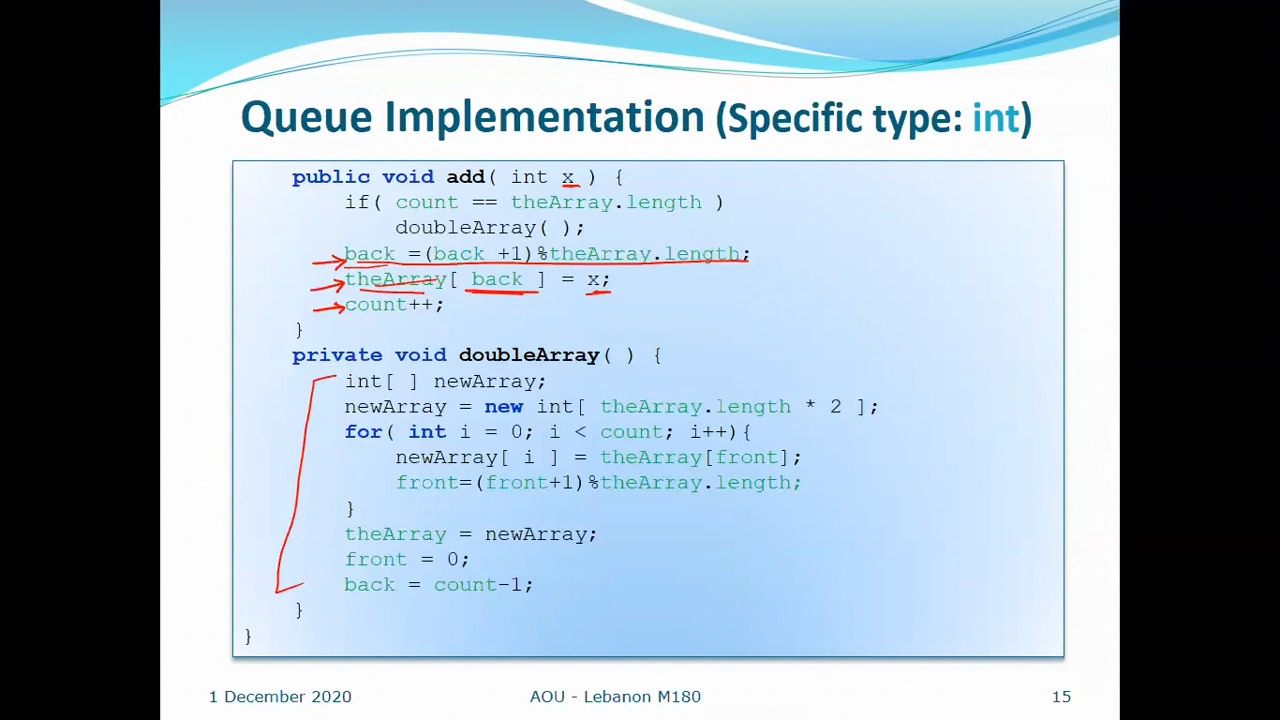 Queue Implementation (Specific type: int)
public void add( int x ) {
if( count == theArray.length )
doubleArray( );
back =(back +1)%theArray.length;
theArray[ back ] = x;
count++;
}
private void doubleArray( ) {
int[ ] newArray;
newArray = new int[ theArray.length * 2 ];
for( int i = 0; i < count; i++){
newArray[ i ] = theArray[front];
front=(front+1)%theArray.length;
}
theArray = newArray;
front = 0;
back = count-1;
}
}
1 December 2020 AOU - Lebanon M180 15